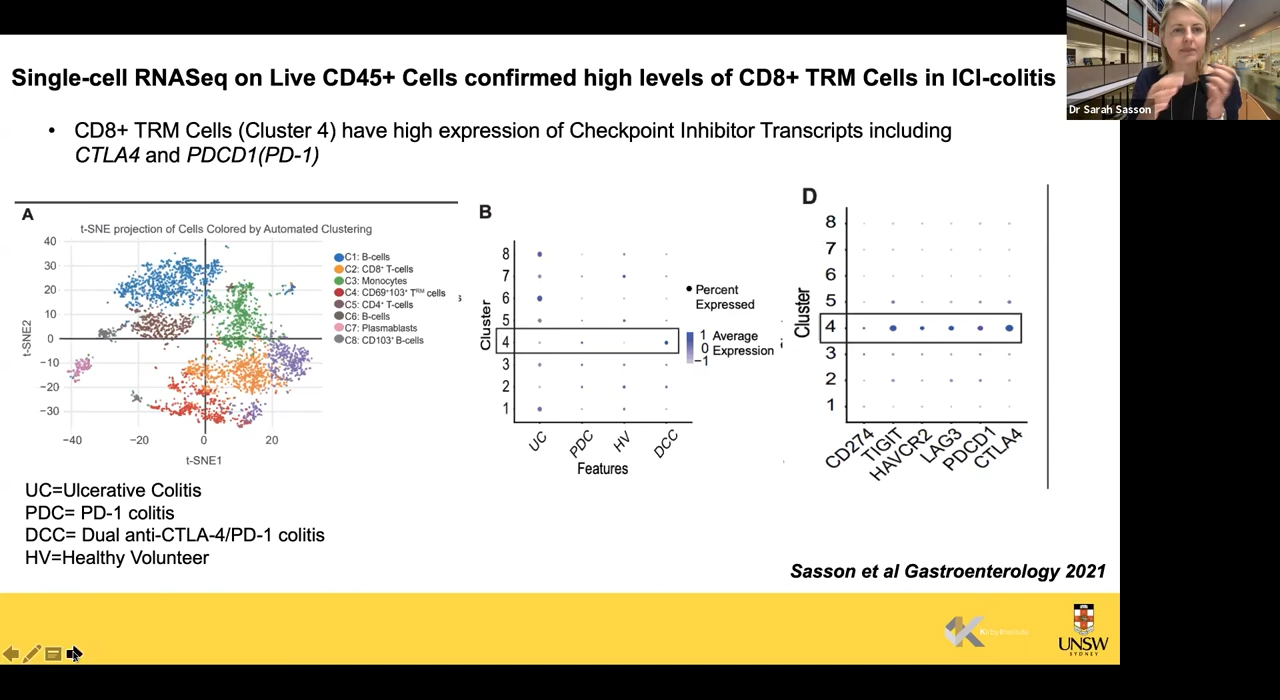 Single-cell RNASeq on Live CD45+ Cells confirmed high levels of CD8+ TRM Cells in ICI-colitis
Dr Sarah Sasson
• CD8+ TRM Cells (Cluster 4) have high expression of Checkpoint Inhibitor Transcripts including
CTLA4 and PDCD1(PD-1)
A
t-SNE projection of Cells Colored by Automated Clustering
40
30
20
10
0
−10
−20
−30
t-SNE2
−40
−20
0
20
t-SNE1
C1: B-cells
C2: CD8⁺ T-cells
C3: Monocytes
C4: CD69⁺103⁺ Tᴿᴹ cells
C5: CD4⁺ T-cells
C6: B-cells
C7: Plasmablasts
C8: CD103⁺ B-cells
B
8
7
6
5
4
3
2
1
Cluster
UC
PDC
HV
DCC
Features
Percent
Expressed
1 Average
0 Expression
−1
D
8
7
6
5
4
3
2
1
Cluster
CD274
TIGIT
HAVCR2
LAG3
PDCD1
CTLA4
UC=Ulcerative Colitis
PDC= PD-1 colitis
DCC= Dual anti-CTLA-4/PD-1 colitis
HV=Healthy Volunteer
Sasson et al Gastroenterology 2021
Kirby Institute
UNSW
SYDNEY